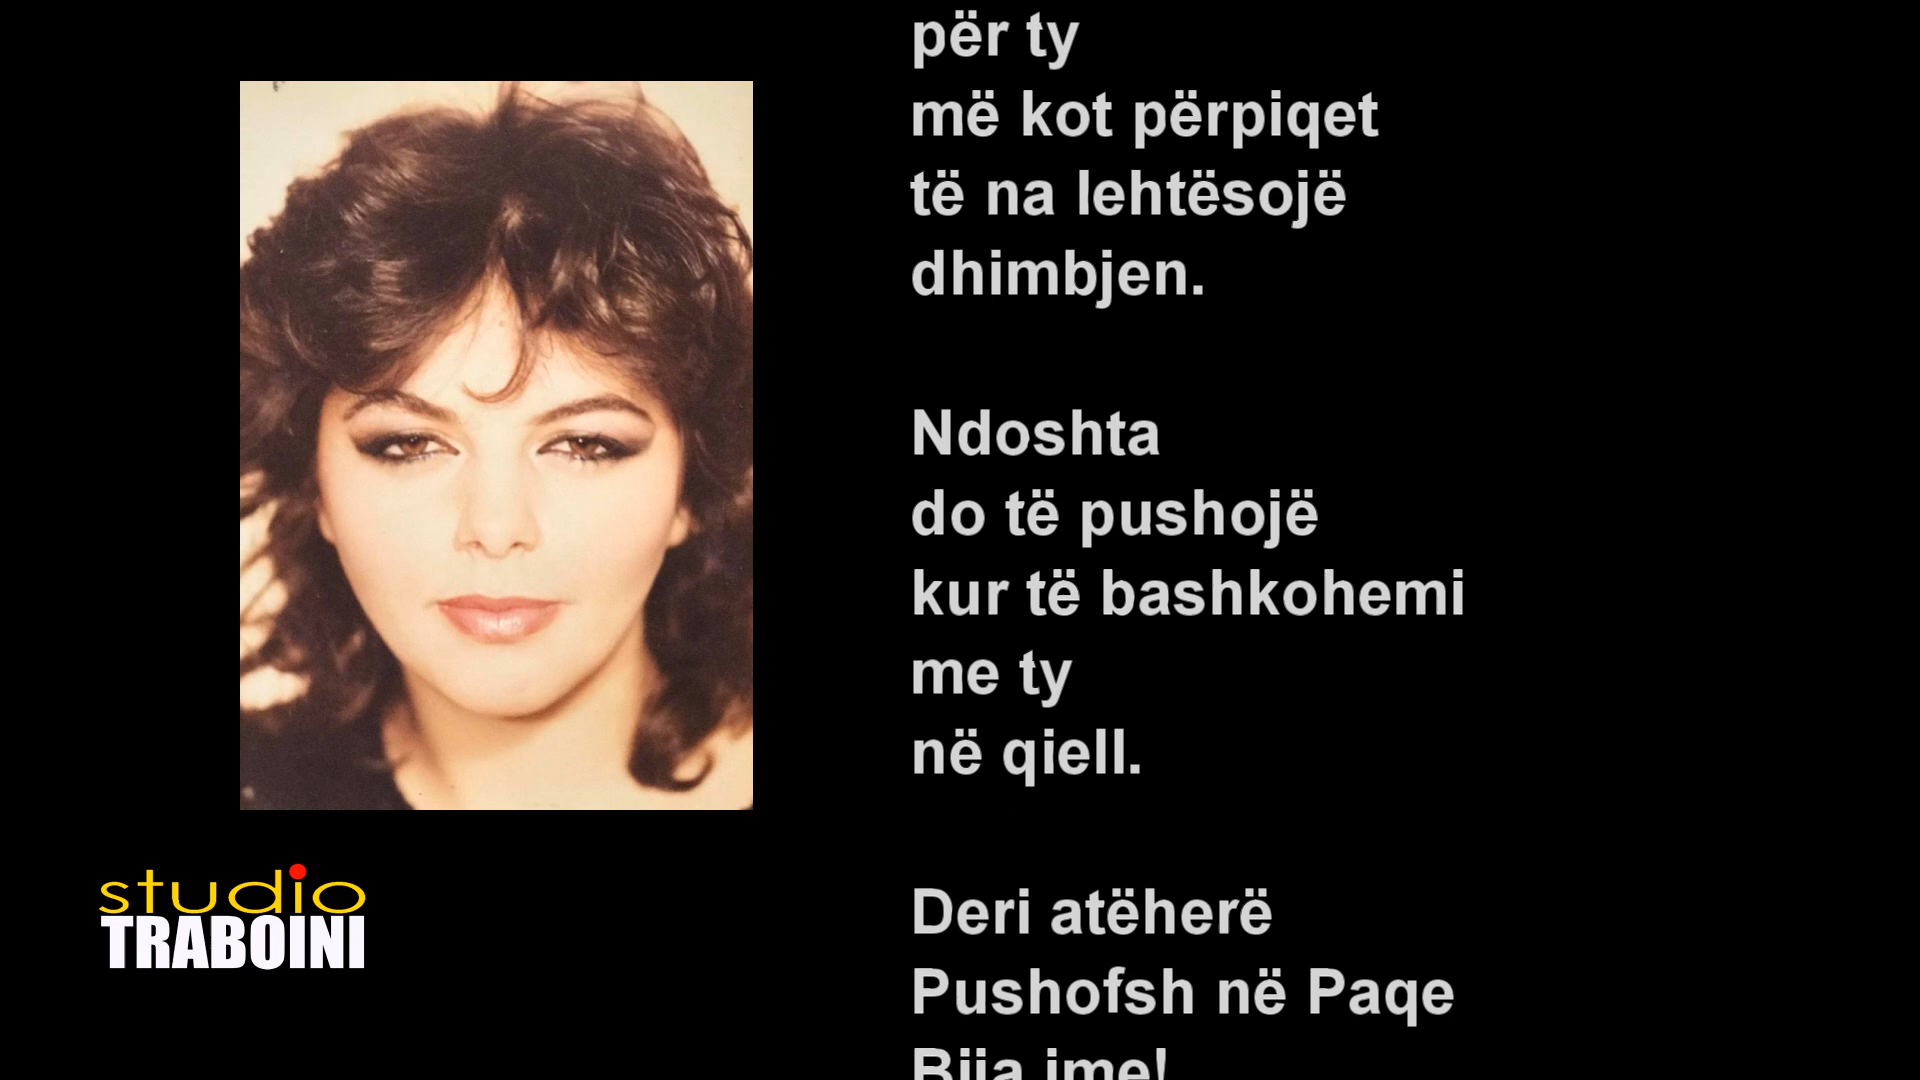 për ty
më kot përpiqet
të na lehtësojë
dhimbjen.
Ndoshta
do të pushojë
kur të bashkohemi
me ty
në qiell.
Deri atëherë
Pushofsh në Paqe
Bija ime!
studio
TRABOINI